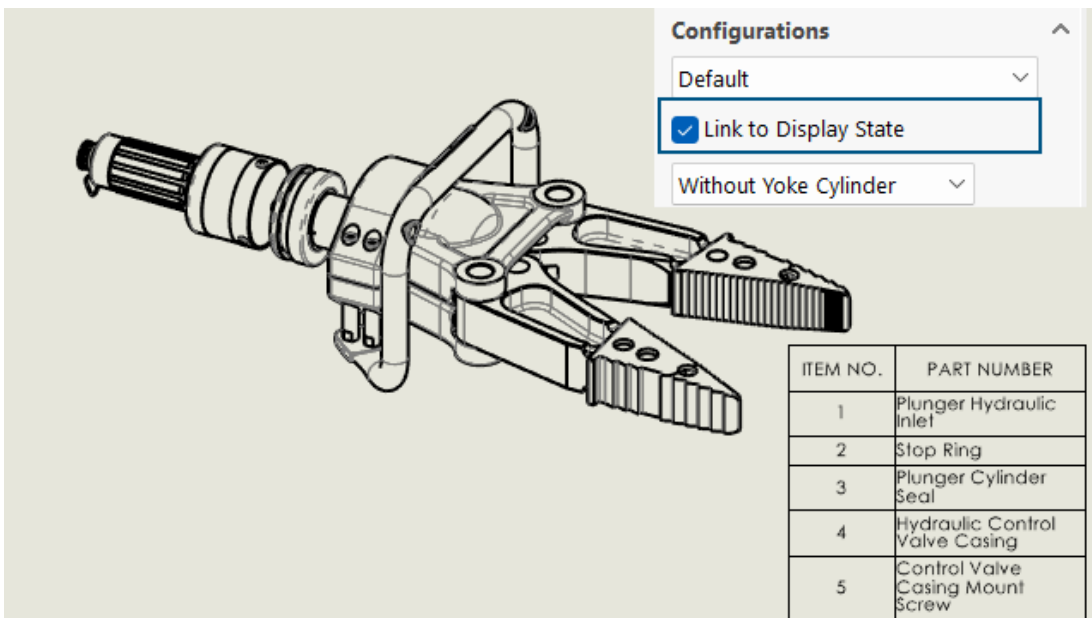 Configurations
Default
Link to Display State
Without Yoke Cylinder
ITEM NO.
PART NUMBER
1
Plunger Hydraulic
Inlet
2
Stop Ring
3
Plunger Cylinder
Seal
4
Hydraulic Control
Valve Casing
5
Control Valve
Casing Mount
Screw